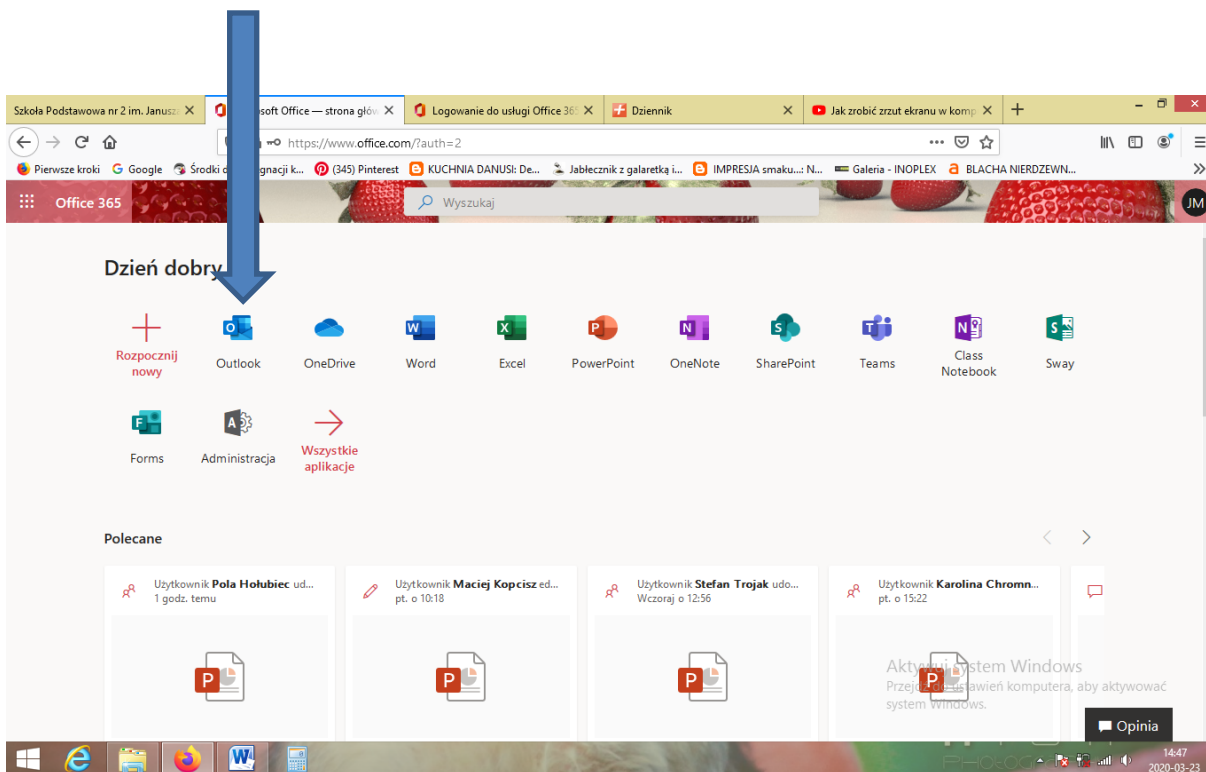 Szkoła Podstawowa nr 2 im. Janusza
soft Office — strona głów
Logowanie do usługi Office 365
Dziennik
Jak zrobić zrzut ekranu w komp
https://www.office.com/?auth=2
Pierwsze kroki
Google
Środki d gnacji k...
(345) Pinterest
KUCHNIA DANUSI: De...
Jabłecznik z galaretką i...
IMPRESJA smaku...: N...
Galeria - INOPLEX
BLACHA NIERDZEWN...
Office 365
Wyszukaj
JM
Dzień dobry
Rozpocznij
nowy
Outlook
OneDrive
Word
Excel
PowerPoint
OneNote
SharePoint
Teams
Class
Notebook
Sway
Forms
Administracja
Wszystkie
aplikacje
Polecane
Użytkownik Pola Hołubiec ud...
1 godz. temu
Użytkownik Maciej Kopcisz ed...
pt. o 10:18
Użytkownik Stefan Trojak udo...
Wczoraj o 12:56
Użytkownik Karolina Chromn...
pt. o 15:22
Aktywuj system Windows
Przejdź do ustawień komputera, aby aktywować
system Windows.
Opinia
14:47
2020-03-23